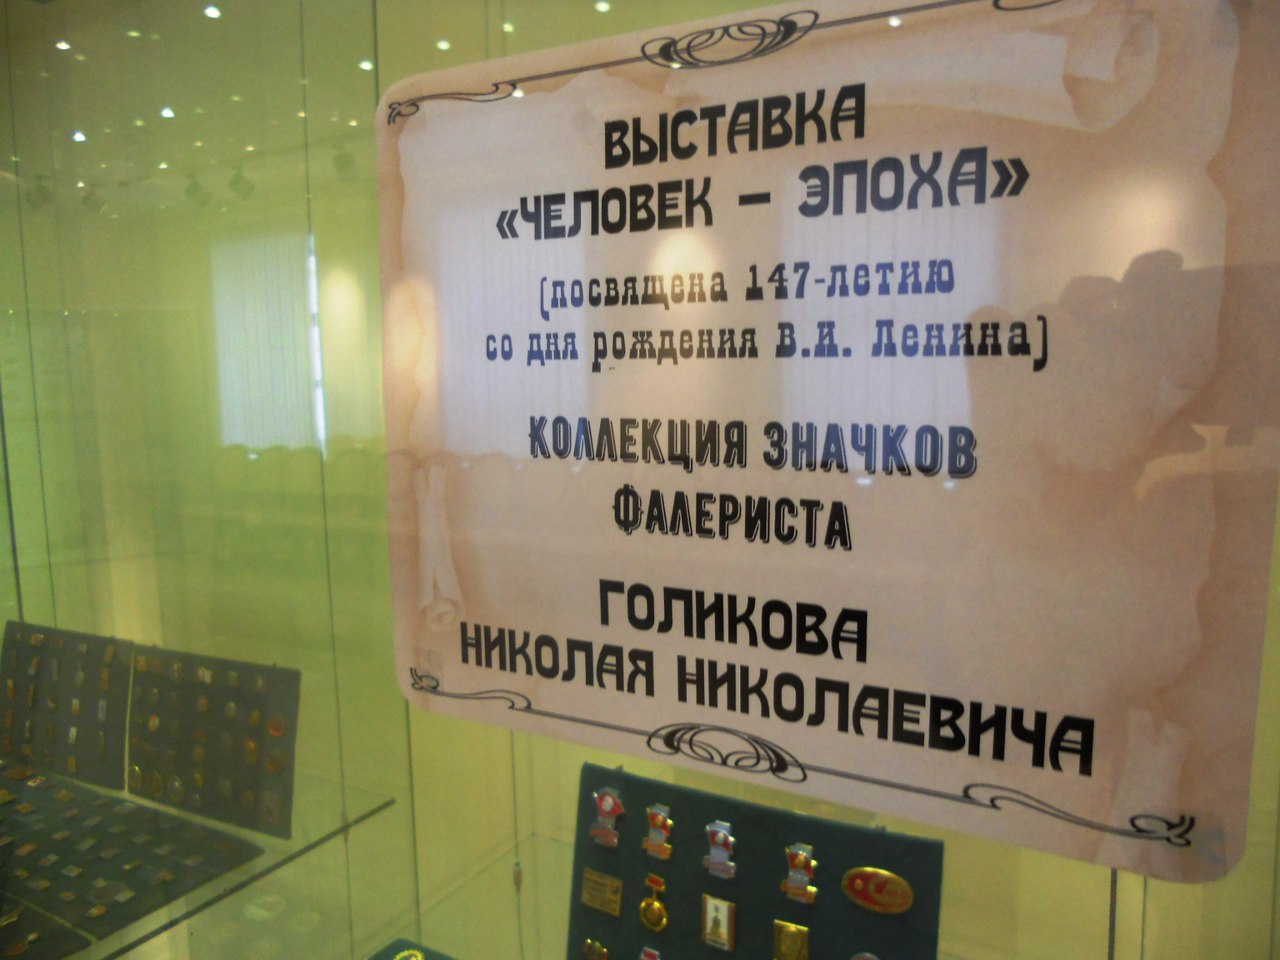 ВЫСТАВКА
«ЧЕЛОВЕК – ЭПОХА»
(посвящена 147-летию
со дня рождения В.И. Ленина)
КОЛЛЕКЦИЯ ЗНАЧКОВ
ФАЛЕРИСТА
ГОЛИКОВА
НИКОЛАЯ НИКОЛАЕВИЧА